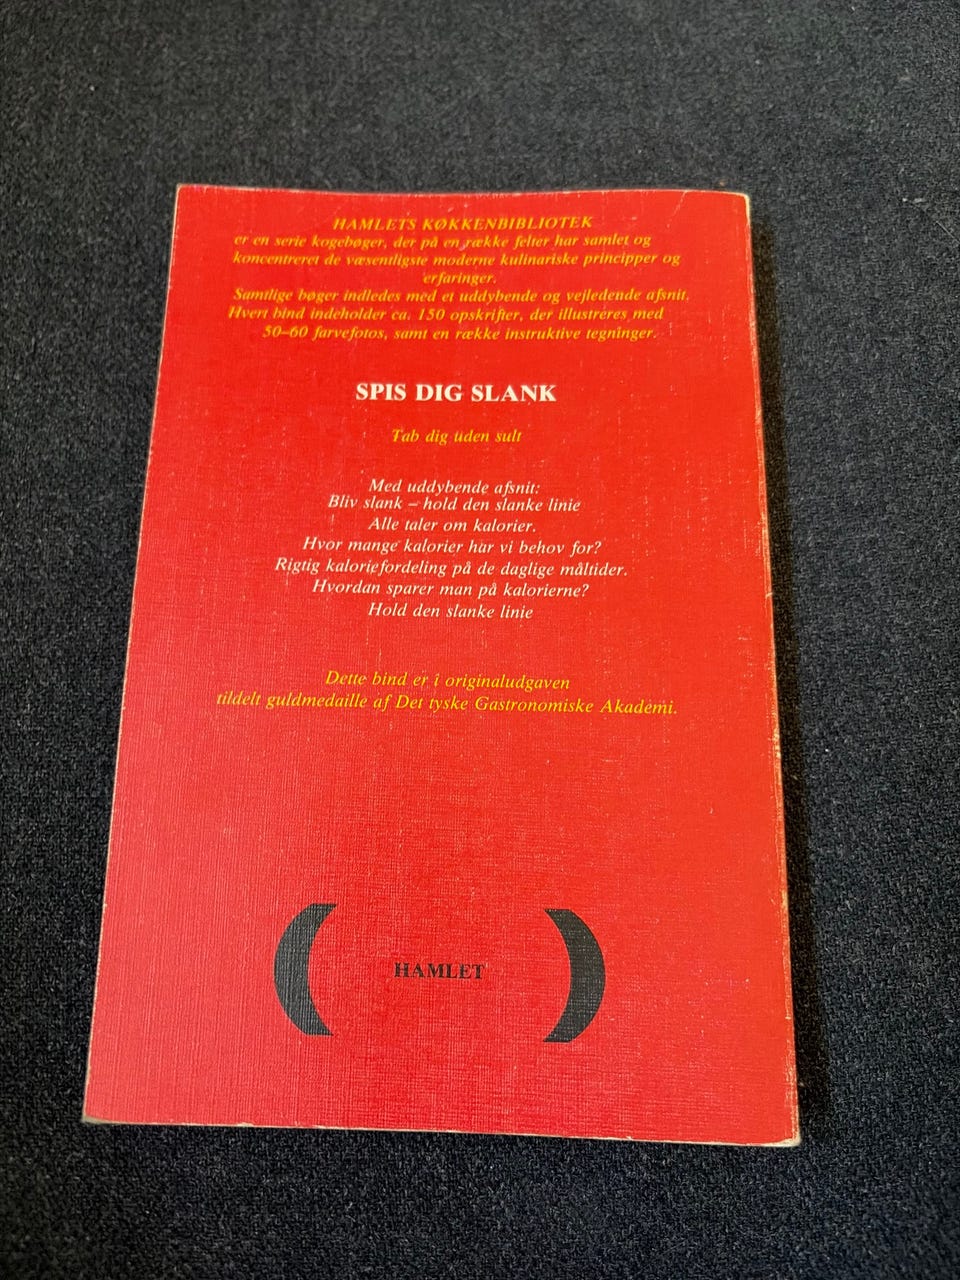 HAMLETS KØKKENBIBLIOTEK
er en serie kogebøger, der på en række felter har samlet og
koncentreret de væsentligste moderne kulinariske principper og
erfaringer.
Samtlige bøger indledes med et uddybende og vejledende afsnit.
Hvert bind indeholder ca. 150 opskrifter, der illustreres med
50–60 farvefotos, samt en række instruktive tegninger.
SPIS DIG SLANK
Tab dig uden sult
Med uddybende afsnit:
Bliv slank – hold den slanke linie
Alle taler om kalorier.
Hvor mange kalorier har vi behov for?
Rigtig kaloriefordeling på de daglige måltider.
Hvordan sparer man på kalorierne?
Hold den slanke linie
Dette bind er i originaludgaven
tildelt guldmedaille af Det tyske Gastronomiske Akademi.
HAMLET